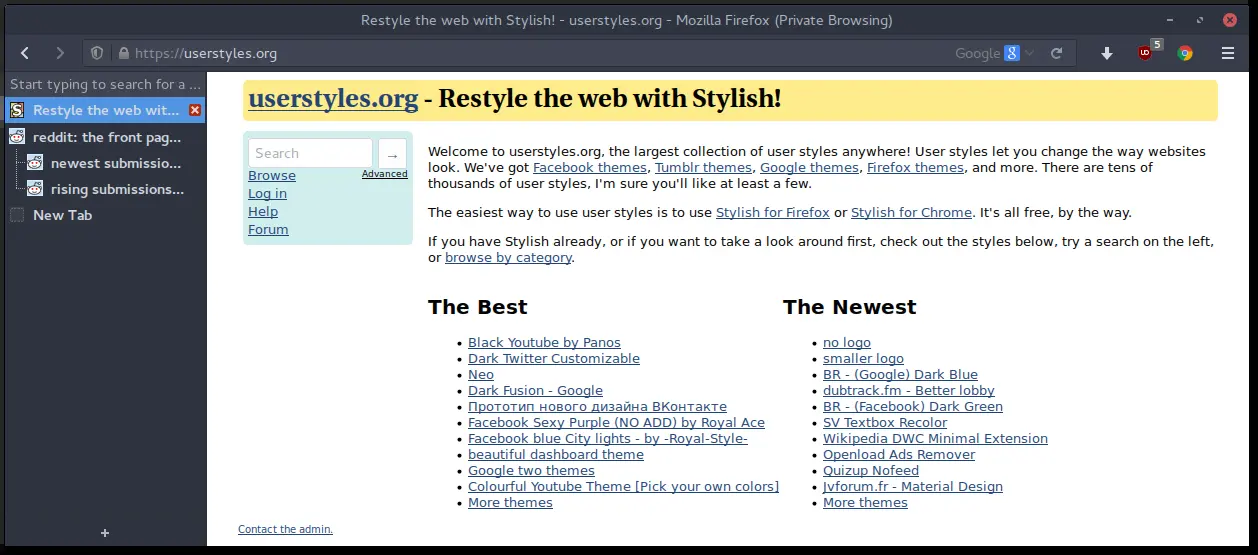 Restyle the web with Stylish! - userstyles.org - Mozilla Firefox (Private Browsing)
https://userstyles.org
Google
8
5
Start typing to search for a ...
Restyle the web wit...
reddit: the front pag...
newest submissio...
rising submissions...
New Tab
+
userstyles.org - Restyle the web with Stylish!
Search
→
Browse
Advanced
Log in
Help
Forum
Welcome to userstyles.org, the largest collection of user styles anywhere! User styles let you change the way websites
look. We've got Facebook themes, Tumblr themes, Google themes, Firefox themes, and more. There are tens of
thousands of user styles, I'm sure you'll like at least a few.
The easiest way to use user styles is to use Stylish for Firefox or Stylish for Chrome. It's all free, by the way.
If you have Stylish already, or if you want to take a look around first, check out the styles below, try a search on the left,
or browse by category.
The Best
• Black Youtube by Panos
• Dark Twitter Customizable
• Neo
• Dark Fusion - Google
• Прототип нового дизайна ВКонтакте
• Facebook Sexy Purple (NO ADD) by Royal Ace
• Facebook blue City lights - by -Royal-Style-
• beautiful dashboard theme
• Google two themes
• Colourful Youtube Theme [Pick your own colors]
• More themes
The Newest
• no logo
• smaller logo
• BR - (Google) Dark Blue
• dubtrack.fm - Better lobby
• BR - (Facebook) Dark Green
• SV Textbox Recolor
• Wikipedia DWC Minimal Extension
• Openload Ads Remover
• Quizup Nofeed
• Jvforum.fr - Material Design
• More themes
Contact the admin.